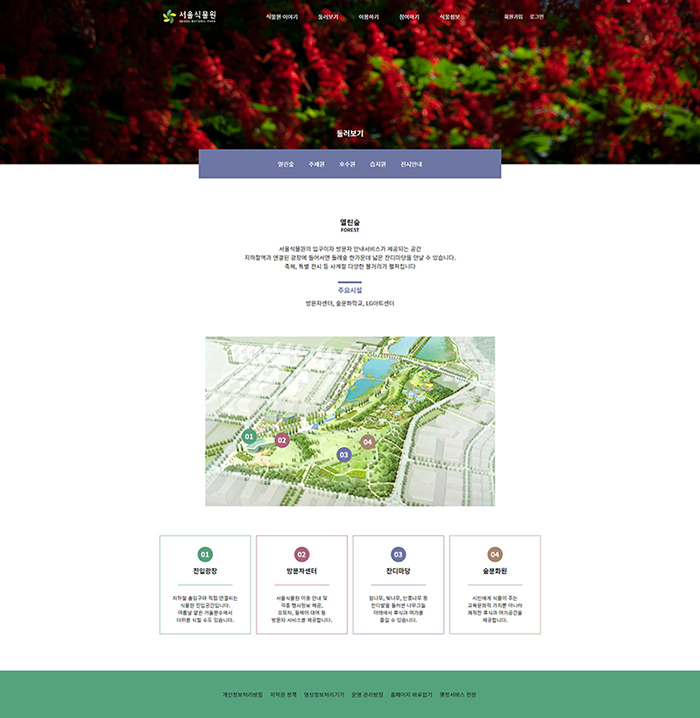 서울식물원
SEOUL BOTANIC PARK
식물원 이야기 둘러보기 이용하기 참여하기 식물정보
회원가입 로그인
둘러보기
열린숲 주제원 호수원 습지원 전시안내
열린숲
FOREST
서울식물원의 입구이자 방문자 안내서비스가 제공되는 공간
지하철역과 연결된 광장에 들어서면 둘레숲 한가운데 넓은 잔디마당을 만날 수 있습니다.
축제, 특별 전시 등 사계절 다양한 볼거리가 펼쳐집니다
주요시설
방문자센터, 숲문화학교, LG아트센터
01
02
03
04
01
진입광장
지하철 출입구와 직접 연결되는
식물원 진입공간입니다.
여름날 얕은 거울분수에서
더위를 식힐 수도 있습니다.
02
방문자센터
서울식물원 이용 안내 및
각종 행사정보 제공,
유모차, 휠체어 대여 등
방문자 서비스를 제공합니다.
03
잔디마당
참나무, 벚나무, 단풍나무 등
잔디밭을 둘러싼 나무그늘
아래에서 휴식과 여가를
즐길 수 있습니다.
04
숲문화원
시민에게 식물이 주는
교육문화적 가치뿐 아니라
쾌적한 휴식과 여가공간을
제공합니다.
개인정보처리방침 저작권 정책 영상정보처리기기 운영 관리방침 홈페이지 바로잡기 행정서비스 헌장